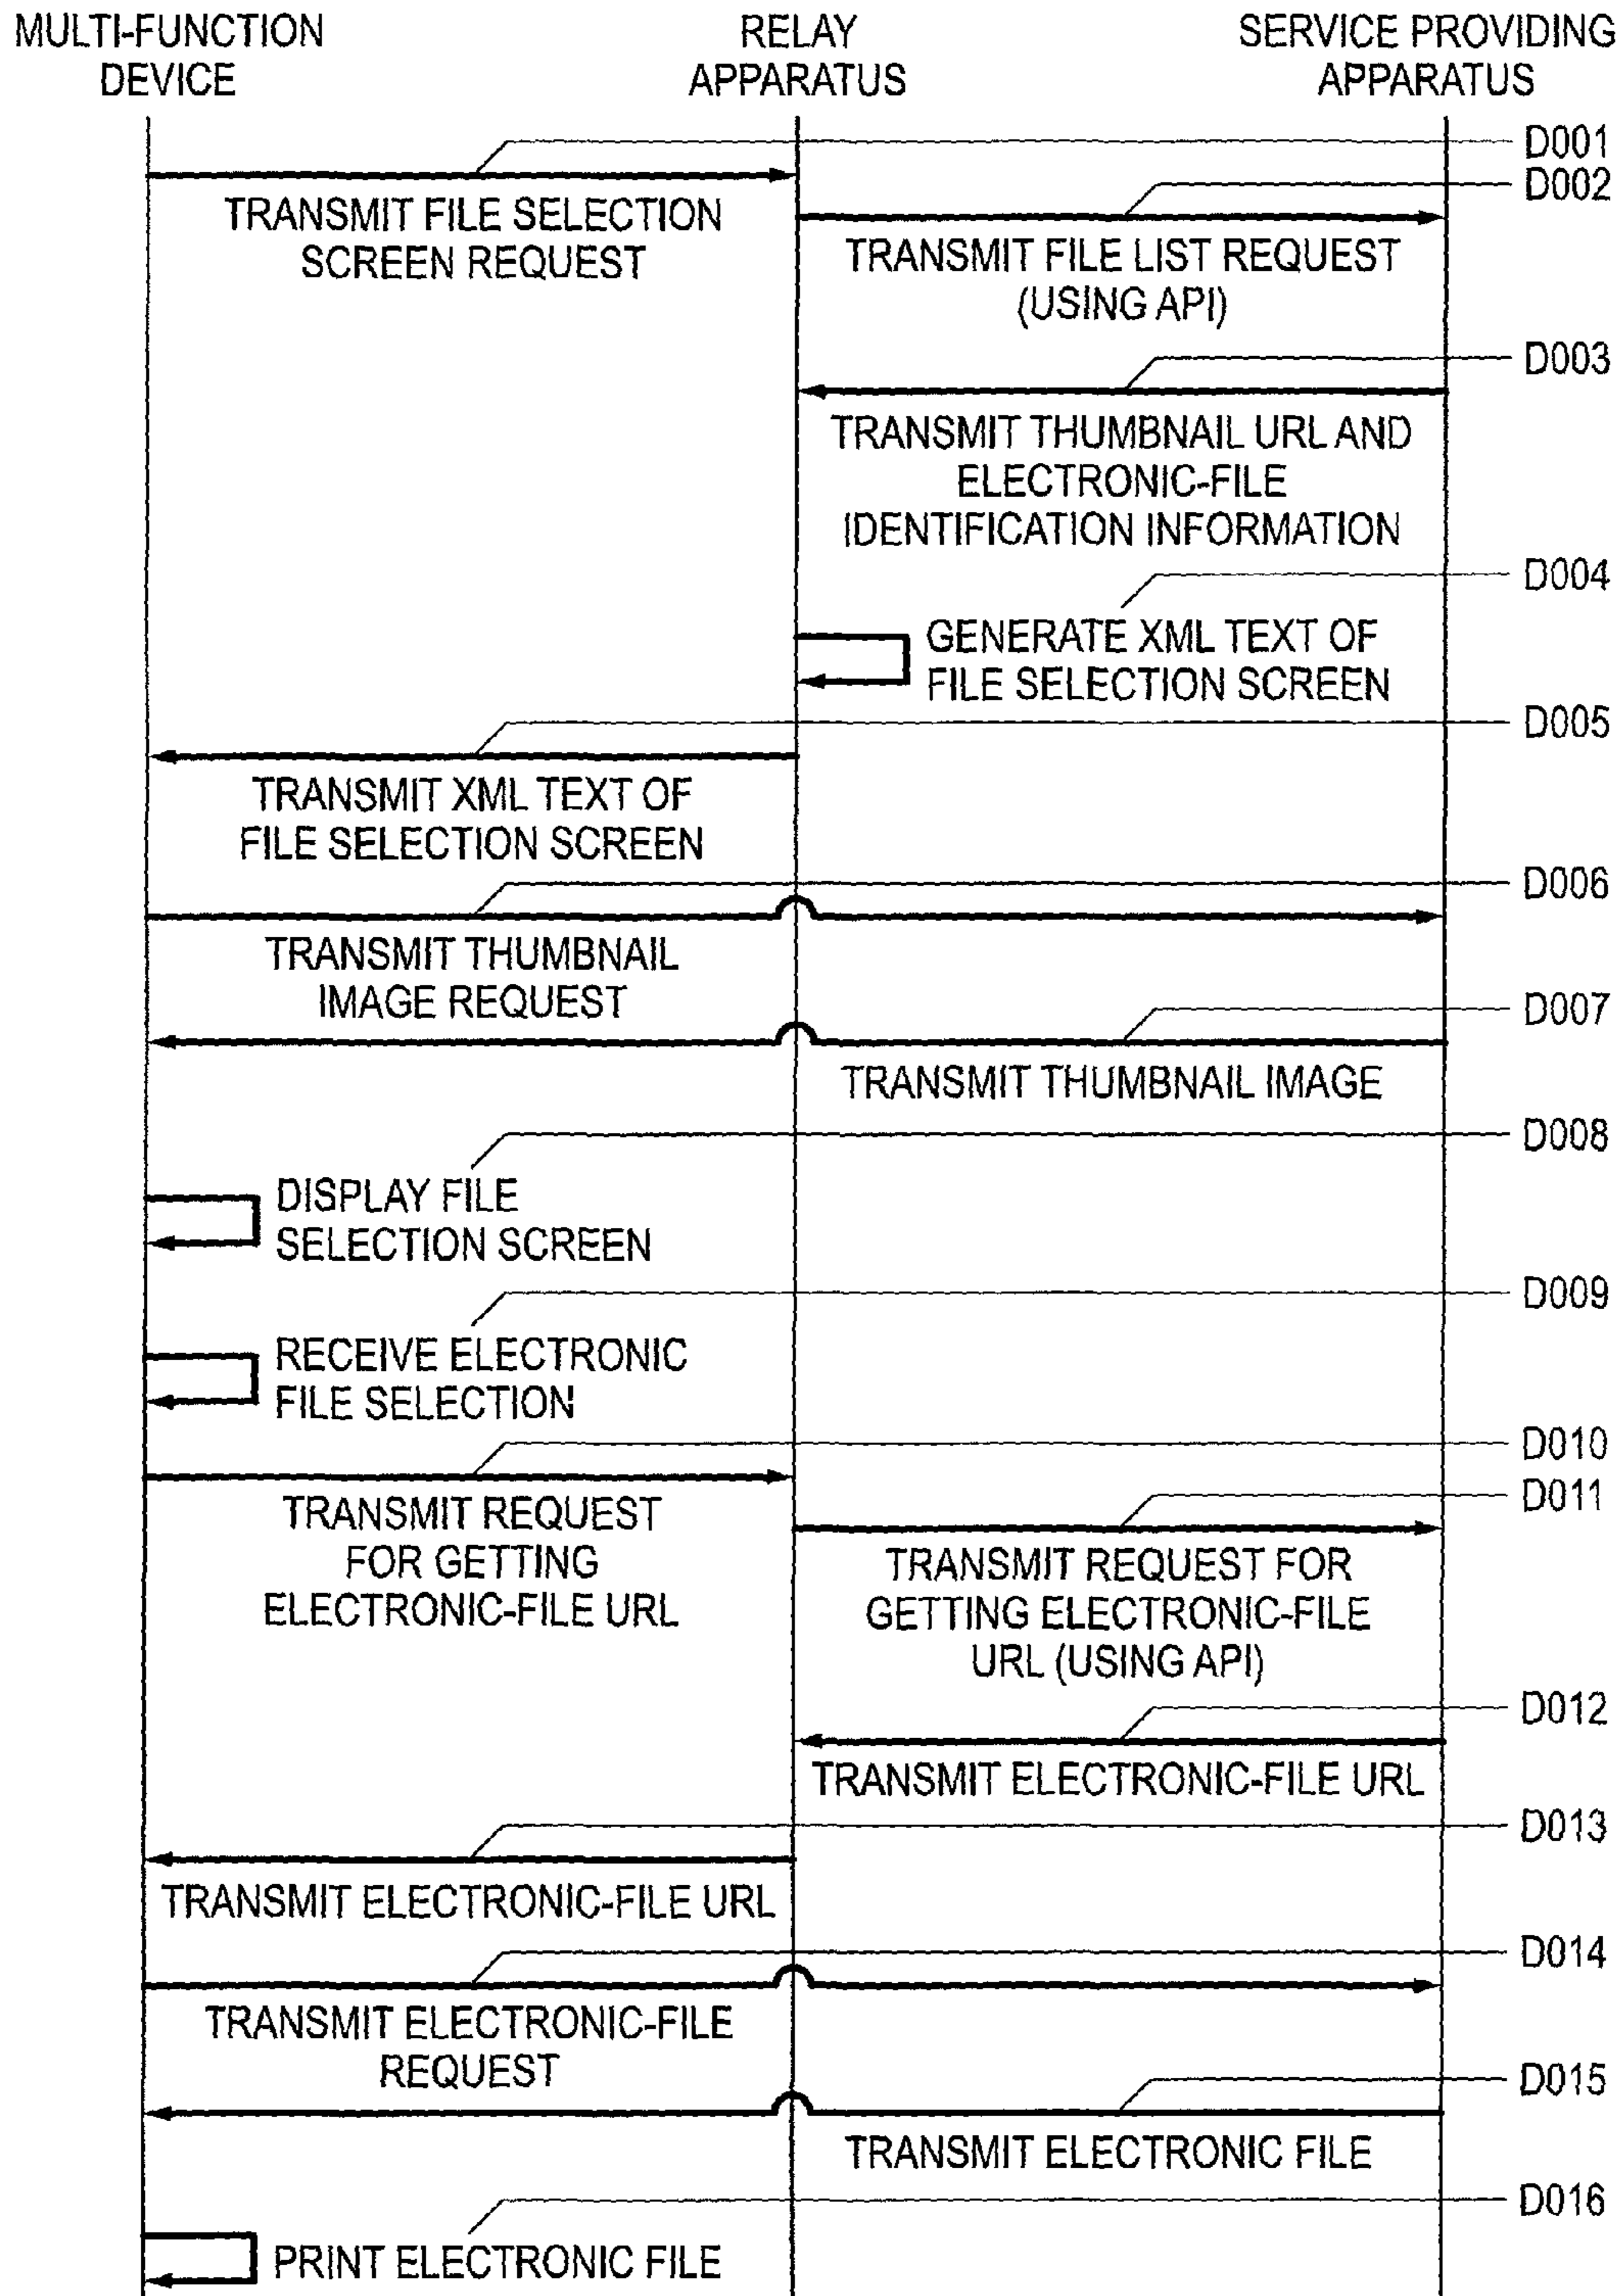 MULTI-FUNCTION
DEVICE
RELAY
APPARATUS
SERVICE PROVIDING
APPARATUS
D001
TRANSMIT FILE SELECTION
SCREEN REQUEST
D002
TRANSMIT FILE LIST REQUEST
(USING API)
D003
TRANSMIT THUMBNAIL URL AND
ELECTRONIC-FILE
IDENTIFICATION INFORMATION
D004
GENERATE XML TEXT OF
FILE SELECTION SCREEN
D005
TRANSMIT XML TEXT OF
FILE SELECTION SCREEN
D006
TRANSMIT THUMBNAIL
IMAGE REQUEST
D007
TRANSMIT THUMBNAIL IMAGE
D008
DISPLAY FILE
SELECTION SCREEN
D009
RECEIVE ELECTRONIC
FILE SELECTION
D010
TRANSMIT REQUEST
FOR GETTING
ELECTRONIC-FILE URL
D011
TRANSMIT REQUEST FOR
GETTING ELECTRONIC-FILE
URL (USING API)
D012
TRANSMIT ELECTRONIC-FILE URL
D013
TRANSMIT ELECTRONIC-FILE URL
D014
TRANSMIT ELECTRONIC-FILE
REQUEST
D015
TRANSMIT ELECTRONIC FILE
D016
PRINT ELECTRONIC FILE